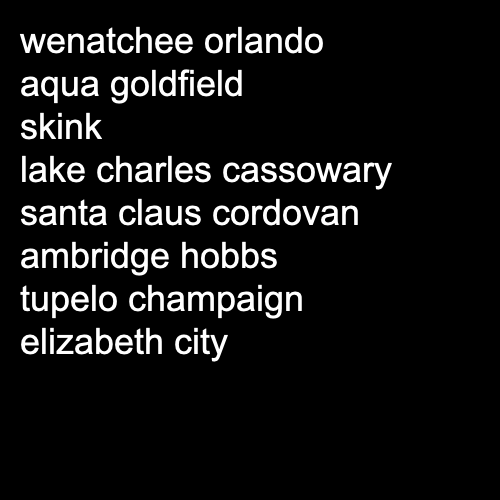 wenatchee orlando
aqua goldfield
skink
lake charles cassowary
santa claus cordovan
ambridge hobbs
tupelo champaign
elizabeth city